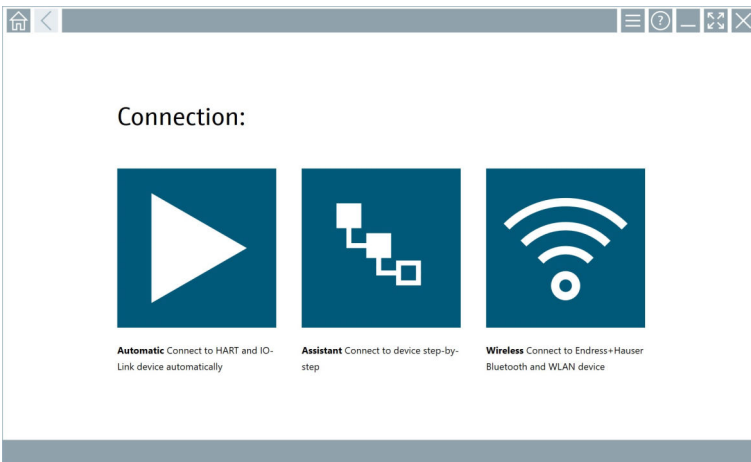 Connection:
Automatic Connect to HART and IO-
Link device automatically
Assistant Connect to device step-by-
step
Wireless Connect to Endress+Hauser
Bluetooth and WLAN device